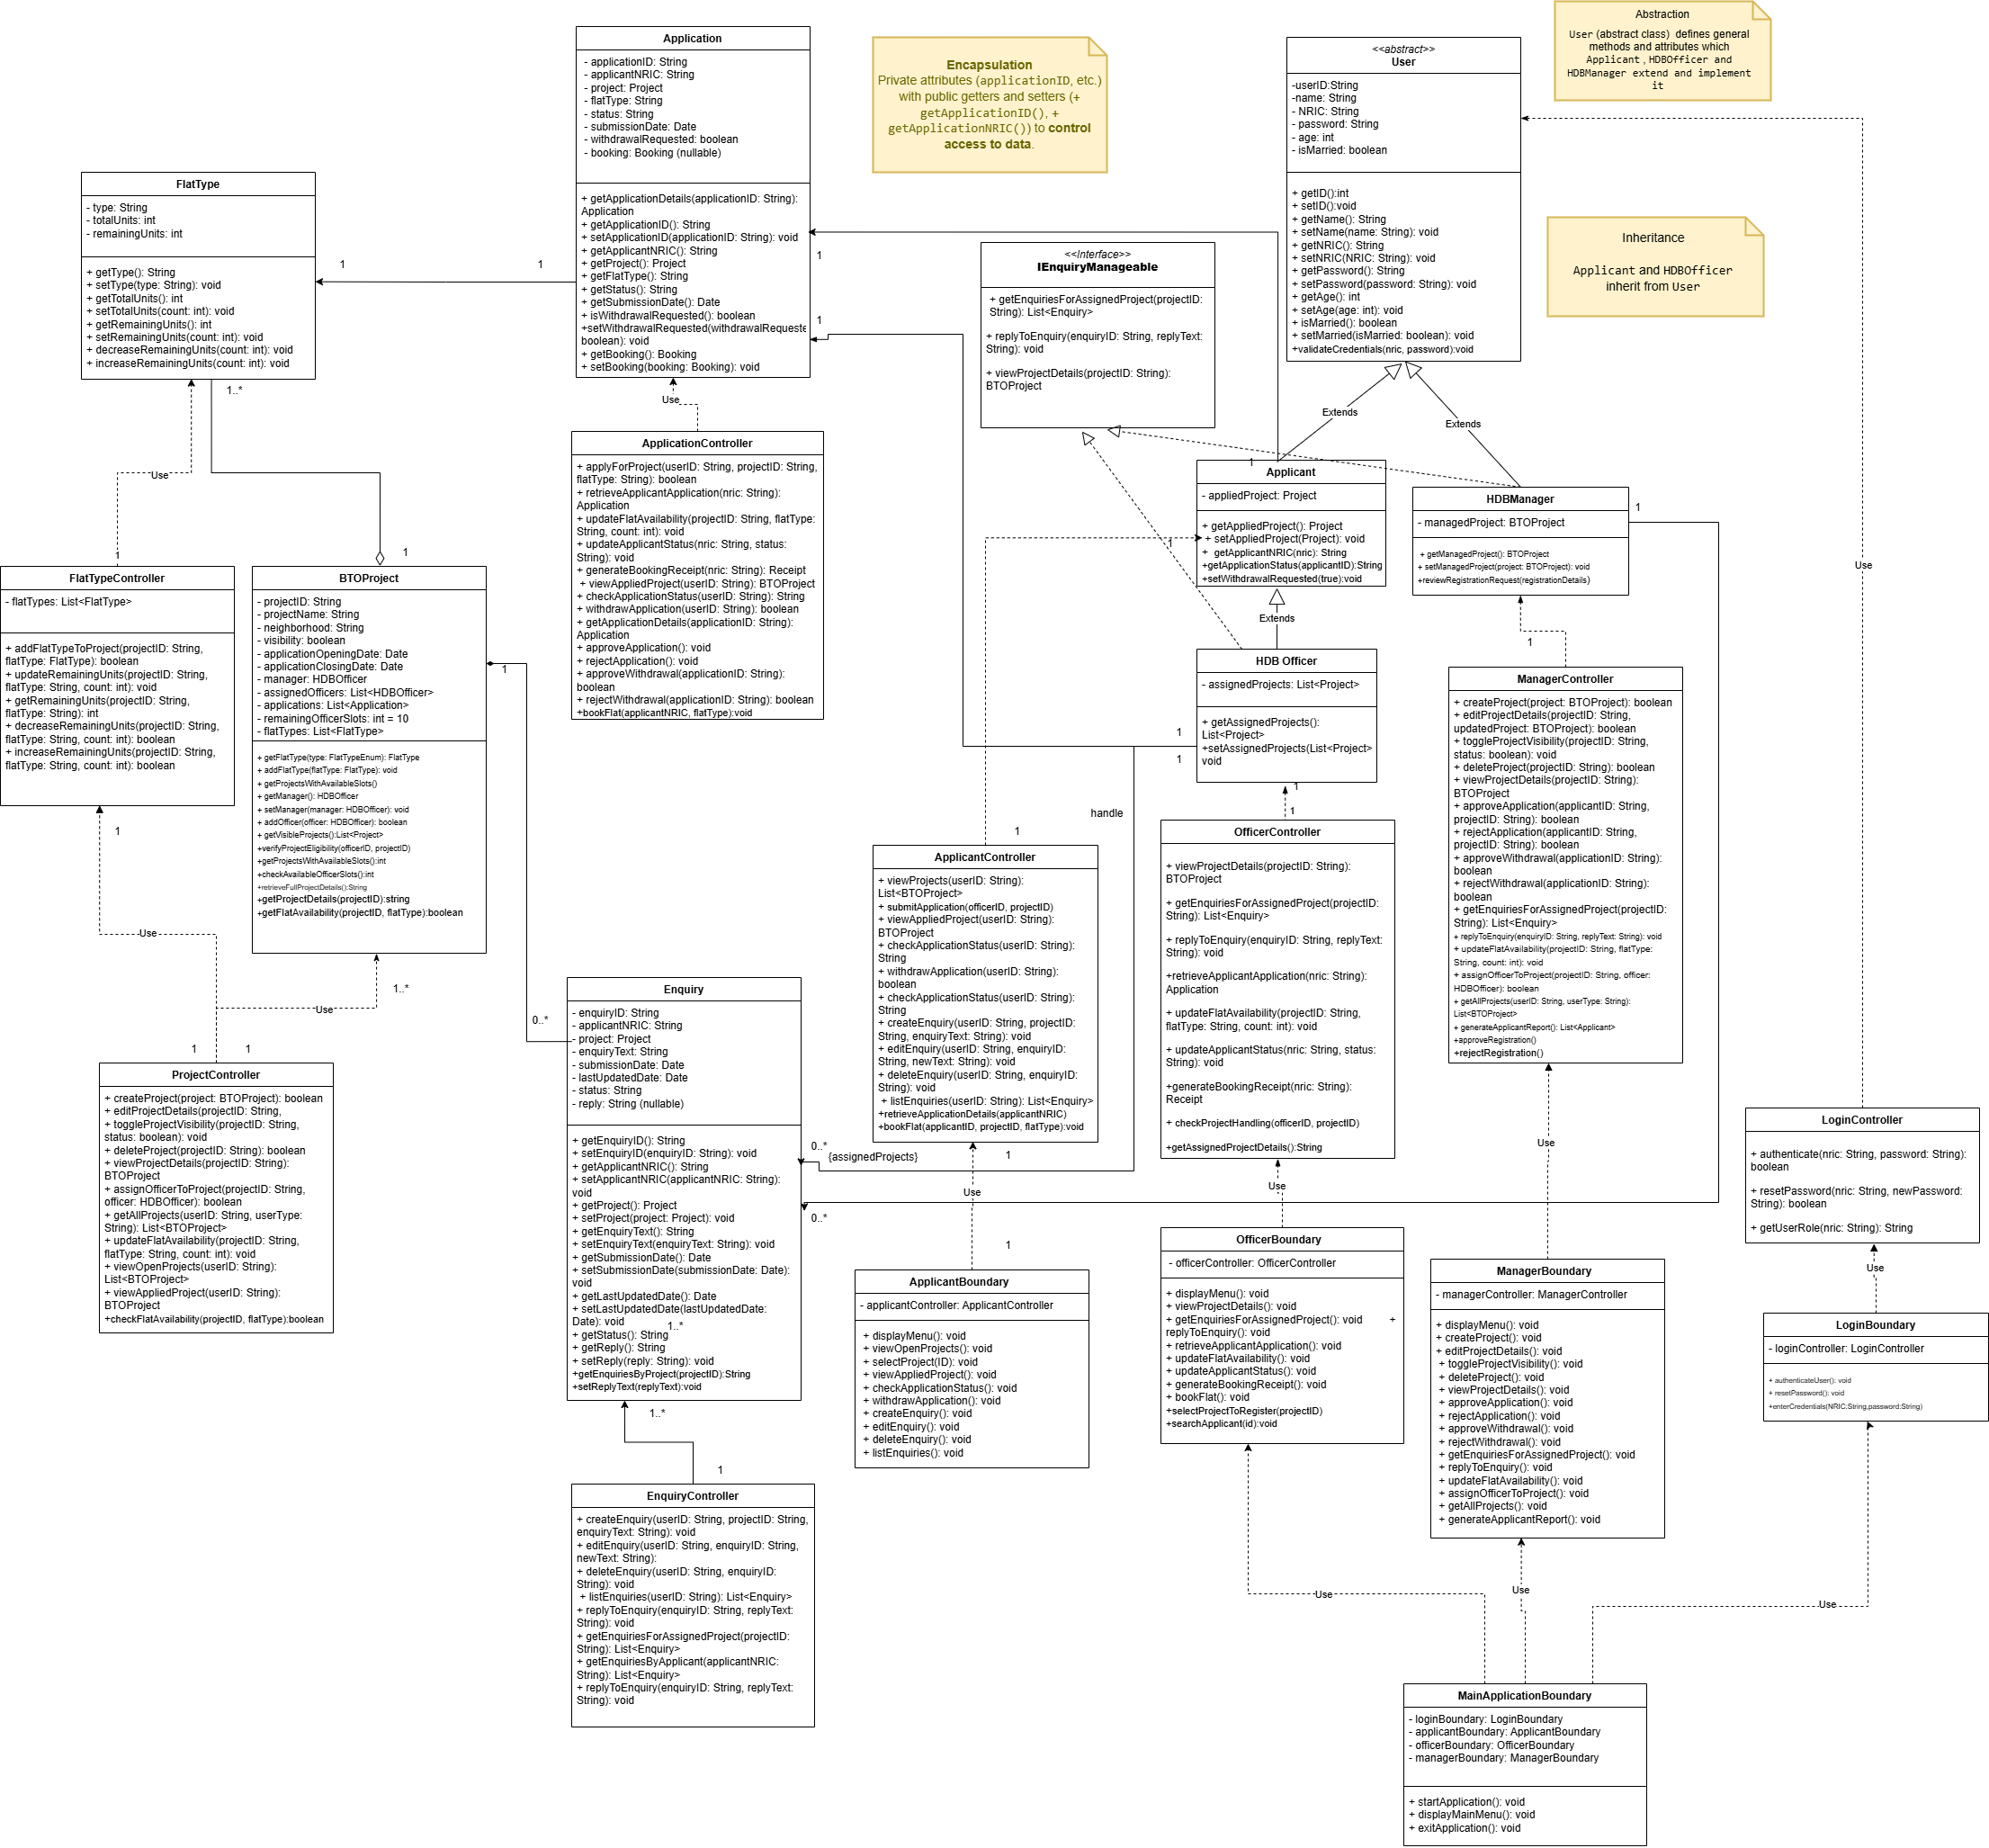 Application
- applicationID: String
- applicantNRIC: String
- project: Project
- flatType: String
- status: String
- submissionDate: Date
- withdrawalRequested: boolean
- booking: Booking (nullable)
+ getApplicationDetails(applicationID: String):
Application
+ getApplicationID(): String
+ setApplicationID(applicationID: String): void
+ getApplicantNRIC(): String
+ getProject(): Project
+ getFlatType(): String
+ getStatus(): String
+ getSubmissionDate(): Date
+ isWithdrawalRequested(): boolean
+setWithdrawalRequested(withdrawalRequeste
boolean): void
+ getBooking(): Booking
+ setBooking(booking: Booking): void
Encapsulation
Private attributes (applicationID, etc.)
with public getters and setters (+
getApplicationID(), +
getApplicationNRIC()) to control
access to data.
<<abstract>>
User
-userID:String
-name: String
- NRIC: String
- password: String
- age: int
- isMarried: boolean
+ getID():int
+ setID():void
+ getName(): String
+ setName(name: String): void
+ getNRIC(): String
+ setNRIC(NRIC: String): void
+ getPassword(): String
+ setPassword(password: String): void
+ getAge(): int
+ setAge(age: int): void
+ isMarried(): boolean
+ setMarried(isMarried: boolean): void
+validateCredentials(nric, password):void
Abstraction
User (abstract class) defines general
methods and attributes which
Applicant , HDBOfficer and
HDBManager extend and implement
it
Inheritance
Applicant and HDBOfficer
inherit from User
FlatType
- type: String
- totalUnits: int
- remainingUnits: int
+ getType(): String
+ setType(type: String): void
+ getTotalUnits(): int
+ setTotalUnits(count: int): void
+ getRemainingUnits(): int
+ setRemainingUnits(count: int): void
+ decreaseRemainingUnits(count: int): void
+ increaseRemainingUnits(count: int): void
1
1
1
1
1..*
Use
Use
<<Interface>>
IEnquiryManageable
+ getEnquiriesForAssignedProject(projectID:
String): List<Enquiry>
+ replyToEnquiry(enquiryID: String, replyText:
String): void
+ viewProjectDetails(projectID: String):
BTOProject
Extends
Extends
ApplicationController
+ applyForProject(userID: String, projectID: String,
flatType: String): boolean
+ retrieveApplicantApplication(nric: String):
Application
+ updateFlatAvailability(projectID: String, flatType:
String, count: int): void
+ updateApplicantStatus(nric: String, status:
String): void
+ generateBookingReceipt(nric: String): Receipt
+ viewAppliedProject(userID: String): BTOProject
+ checkApplicationStatus(userID: String): String
+ withdrawApplication(userID: String): boolean
+ getApplicationDetails(applicationID: String):
Application
+ approveApplication(): void
+ rejectApplication(): void
+ approveWithdrawal(applicationID: String):
boolean
+ rejectWithdrawal(applicationID: String): boolean
+bookFlat(applicantNRIC, flatType):void
1
Applicant
- appliedProject: Project
+ getAppliedProject(): Project
+ setAppliedProject(Project): void
+ getApplicantNRIC(nric): String
+getApplicationStatus(applicantID):String
+setWithdrawalRequested(true):void
1
Extends
HDBManager
- managedProject: BTOProject
+ getManagedProject(): BTOProject
+ setManagedProject(project: BTOProject): void
+reviewRegistrationRequest(registrationDetails)
1
1
Use
1
FlatTypeController
- flatTypes: List<FlatType>
+ addFlatTypeToProject(projectID: String,
flatType: FlatType): boolean
+ updateRemainingUnits(projectID: String,
flatType: String, count: int): void
+ getRemainingUnits(projectID: String,
flatType: String): int
+ decreaseRemainingUnits(projectID: String,
flatType: String, count: int): boolean
+ increaseRemainingUnits(projectID: String,
flatType: String, count: int): boolean
1
1
BTOProject
- projectID: String
- projectName: String
- neighborhood: String
- visibility: boolean
- applicationOpeningDate: Date
- applicationClosingDate: Date
- manager: HDBOfficer
- assignedOfficers: List<HDBOfficer>
- applications: List<Application>
- remainingOfficerSlots: int = 10
- flatTypes: List<FlatType>
+ getFlatType(type: FlatTypeEnum): FlatType
+ addFlatType(flatType: FlatType): void
+ getProjectsWithAvailableSlots()
+ getManager(): HDBOfficer
+ setManager(manager: HDBOfficer): void
+ addOfficer(officer: HDBOfficer): boolean
+ getVisibleProjects():List<Project>
+verifyProjectEligibility(officerID, projectID)
+getProjectsWithAvailableSlots():int
+checkAvailableOfficerSlots():int
+retrieveFullProjectDetails():String
+getProjectDetails(projectID):string
+getFlatAvailability(projectID, flatType):boolean
1
HDB Officer
- assignedProjects: List<Project>
+ getAssignedProjects():
List<Project>
+setAssignedProjects(List<Project>
void
1
1
1
1
handle
ManagerController
+ createProject(project: BTOProject): boolean
+ editProjectDetails(projectID: String,
updatedProject: BTOProject): boolean
+ toggleProjectVisibility(projectID: String,
status: boolean): void
+ deleteProject(projectID: String): boolean
+ viewProjectDetails(projectID: String):
BTOProject
+ approveApplication(applicantID: String,
projectID: String): boolean
+ rejectApplication(applicantID: String,
projectID: String): boolean
+ approveWithdrawal(applicationID: String):
boolean
+ rejectWithdrawal(applicationID: String):
boolean
+ getEnquiriesForAssignedProject(projectID:
String): List<Enquiry>
+ replyToEnquiry(enquiryID: String, replyText: String): void
+ updateFlatAvailability(projectID: String, flatType:
String, count: int): void
+ assignOfficerToProject(projectID: String, officer:
HDBOfficer): boolean
+ getAllProjects(userID: String, userType: String):
List<BTOProject>
+ generateApplicantReport(): List<Applicant>
+approveRegistration()
+rejectRegistration()
1
ApplicantController
+ viewProjects(userID: String):
List<BTOProject>
+ submitApplication(officerID, projectID)
+ viewAppliedProject(userID: String):
BTOProject
+ checkApplicationStatus(userID: String):
String
+ withdrawApplication(userID: String):
boolean
+ checkApplicationStatus(userID: String):
String
+ createEnquiry(userID: String, projectID:
String, enquiryText: String): void
+ editEnquiry(userID: String, enquiryID:
String, newText: String): void
+ deleteEnquiry(userID: String, enquiryID:
String): void
+ listEnquiries(userID: String): List<Enquiry>
+retrieveApplicationDetails(applicantNRIC)
+bookFlat(applicantID, projectID, flatType):void
OfficerController
+ viewProjectDetails(projectID: String):
BTOProject
+ getEnquiriesForAssignedProject(projectID:
String): List<Enquiry>
+ replyToEnquiry(enquiryID: String, replyText:
String): void
+retrieveApplicantApplication(nric: String):
Application
+ updateFlatAvailability(projectID: String,
flatType: String, count: int): void
+ updateApplicantStatus(nric: String, status:
String): void
+generateBookingReceipt(nric: String):
Receipt
+ checkProjectHandling(officerID, projectID)
+getAssignedProjectDetails():String
1
Use
Use
1..*
1
1
ProjectController
+ createProject(project: BTOProject): boolean
+ editProjectDetails(projectID: String,
+ toggleProjectVisibility(projectID: String,
status: boolean): void
+ deleteProject(projectID: String): boolean
+ viewProjectDetails(projectID: String):
BTOProject
+ assignOfficerToProject(projectID: String,
officer: HDBOfficer): boolean
+ getAllProjects(userID: String, userType:
String): List<BTOProject>
+ updateFlatAvailability(projectID: String,
flatType: String, count: int): void
+ viewOpenProjects(userID: String):
List<BTOProject>
+ viewAppliedProject(userID: String):
BTOProject
+checkFlatAvailability(projectID, flatType):boolean
0..*
Enquiry
- enquiryID: String
- applicantNRIC: String
- project: Project
- enquiryText: String
- submissionDate: Date
- lastUpdatedDate: Date
- status: String
- reply: String (nullable)
+ getEnquiryID(): String
+ setEnquiryID(enquiryID: String): void
+ getApplicantNRIC(): String
+ setApplicantNRIC(applicantNRIC: String):
void
+ getProject(): Project
+ setProject(project: Project): void
+ getEnquiryText(): String
+ setEnquiryText(enquiryText: String): void
+ getSubmissionDate(): Date
+ setSubmissionDate(submissionDate: Date):
void
+ getLastUpdatedDate(): Date
+ setLastUpdatedDate(lastUpdatedDate:
Date): void
1..*
+ getStatus(): String
+ getReply(): String
+ setReply(reply: String): void
+getEnquiriesByProject(projectID):String
+setReplyText(replyText):void
0..*
{assignedProjects}
0..*
1
Use
1
Use
Use
LoginController
+ authenticate(nric: String, password: String):
boolean
+ resetPassword(nric: String, newPassword:
String): boolean
+ getUserRole(nric: String): String
Use
ApplicantBoundary
- applicantController: ApplicantController
+ displayMenu(): void
+ viewOpenProjects(): void
+ selectProject(ID): void
+ viewAppliedProject(): void
+ checkApplicationStatus(): void
+ withdrawApplication(): void
+ createEnquiry(): void
+ editEnquiry(): void
+ deleteEnquiry(): void
+ listEnquiries(): void
OfficerBoundary
- officerController: OfficerController
+ displayMenu(): void
+ viewProjectDetails(): void
+ getEnquiriesForAssignedProject(): void +
replyToEnquiry(): void
+ retrieveApplicantApplication(): void
+ updateFlatAvailability(): void
+ updateApplicantStatus(): void
+ generateBookingReceipt(): void
+ bookFlat(): void
+selectProjectToRegister(projectID)
+searchApplicant(id):void
ManagerBoundary
- managerController: ManagerController
+ displayMenu(): void
+ createProject(): void
+ editProjectDetails(): void
+ toggleProjectVisibility(): void
+ deleteProject(): void
+ viewProjectDetails(): void
+ approveApplication(): void
+ rejectApplication(): void
+ approveWithdrawal(): void
+ rejectWithdrawal(): void
+ getEnquiriesForAssignedProject(): void
+ replyToEnquiry(): void
+ updateFlatAvailability(): void
+ assignOfficerToProject(): void
+ getAllProjects(): void
+ generateApplicantReport(): void
LoginBoundary
- loginController: LoginController
+ authenticateUser(): void
+ resetPassword(): void
+enterCredentials(NRIC:String,password:String)
1..*
1
EnquiryController
+ createEnquiry(userID: String, projectID: String,
enquiryText: String): void
+ editEnquiry(userID: String, enquiryID: String,
newText: String):
+ deleteEnquiry(userID: String, enquiryID:
String): void
+ listEnquiries(userID: String): List<Enquiry>
+ replyToEnquiry(enquiryID: String, replyText:
String): void
+ getEnquiriesForAssignedProject(projectID:
String): List<Enquiry>
+ getEnquiriesByApplicant(applicantNRIC:
String): List<Enquiry>
+ replyToEnquiry(enquiryID: String, replyText:
String): void
Use
Use
Use
MainApplicationBoundary
- loginBoundary: LoginBoundary
- applicantBoundary: ApplicantBoundary
- officerBoundary: OfficerBoundary
- managerBoundary: ManagerBoundary
+ startApplication(): void
+ displayMainMenu(): void
+ exitApplication(): void